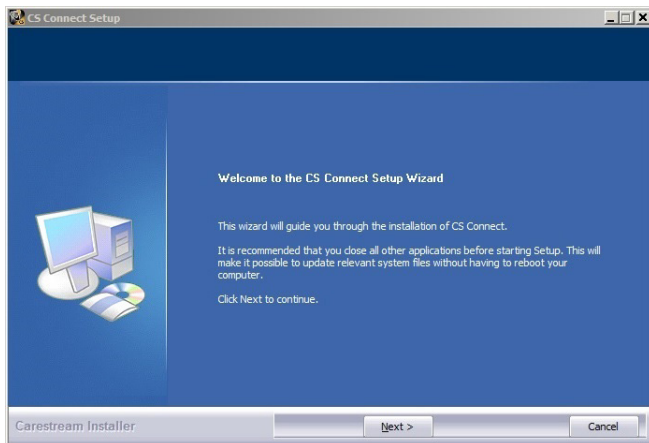 CS Connect Setup
Welcome to the CS Connect Setup Wizard
This wizard will guide you through the installation of CS Connect.
It is recommended that you close all other applications before starting Setup. This will
make it possible to update relevant system files without having to reboot your
computer.
Click Next to continue.
Carestream Installer
Next >
Cancel